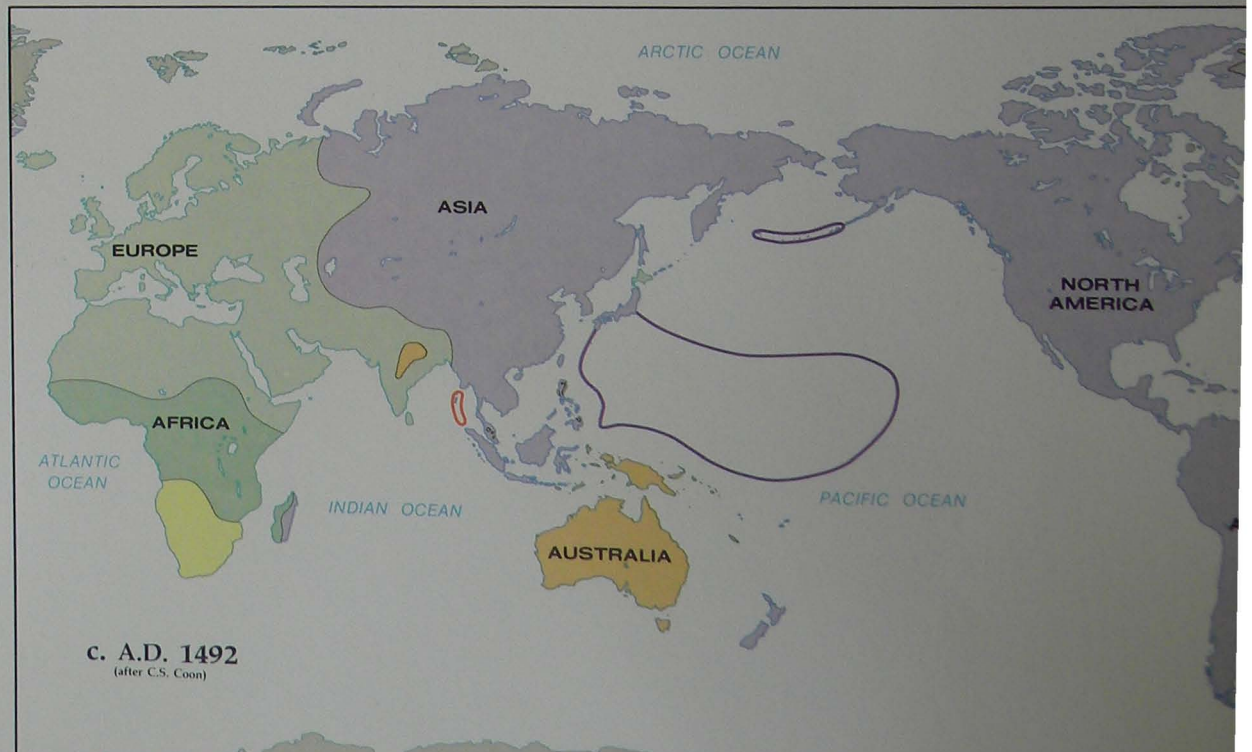 ARCTIC OCEAN
ASIA
EUROPE
NORTH
AMERICA
AFRICA
ATLANTIC
OCEAN
INDIAN OCEAN
PACIFIC OCEAN
AUSTRALIA
c. A.D. 1492
(after C.S. Coon)